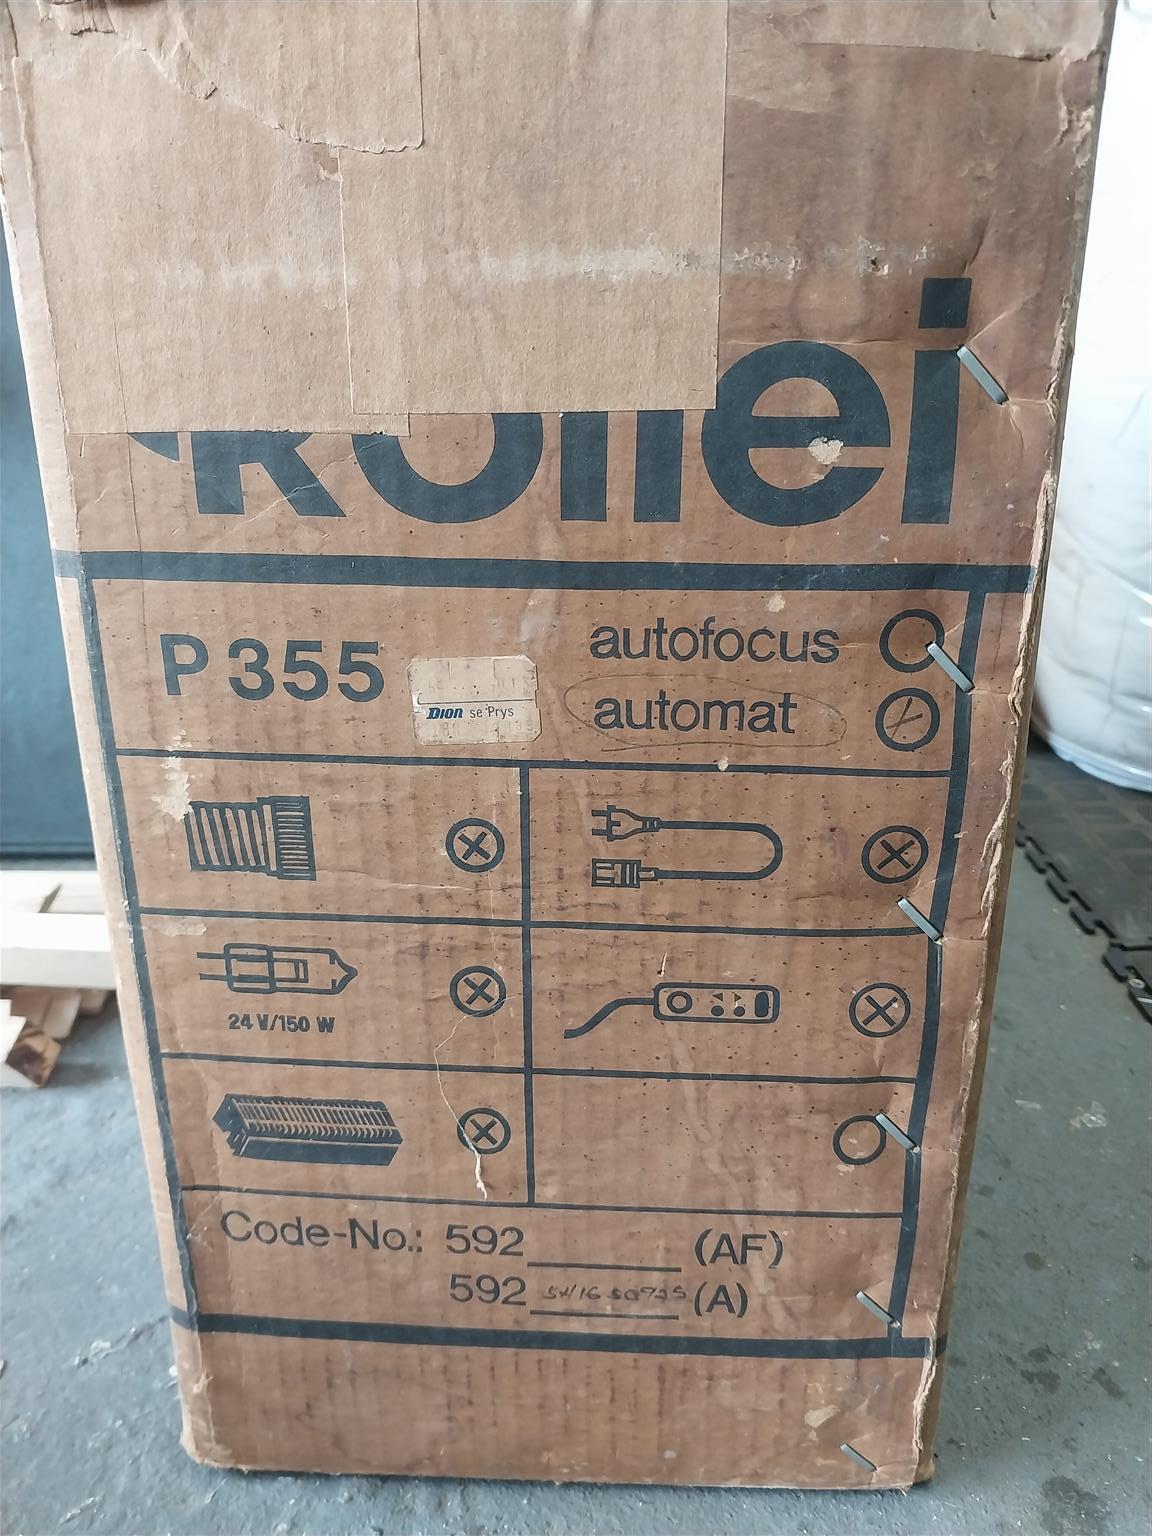 Rollei
P 355
autofocus
automat
Dion se Prys
24 V/150 W
Code-No.: 592 (AF)
592 (A)